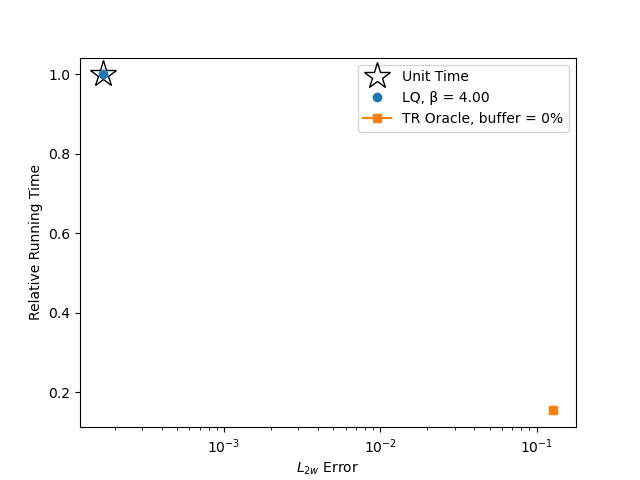 Relative Running Time
1.0
0.8
0.6
0.4
0.2
Unit Time
LQ, β = 4.00
TR Oracle, buffer = 0%
10⁻³ 10⁻² 10⁻¹
L₂w Error